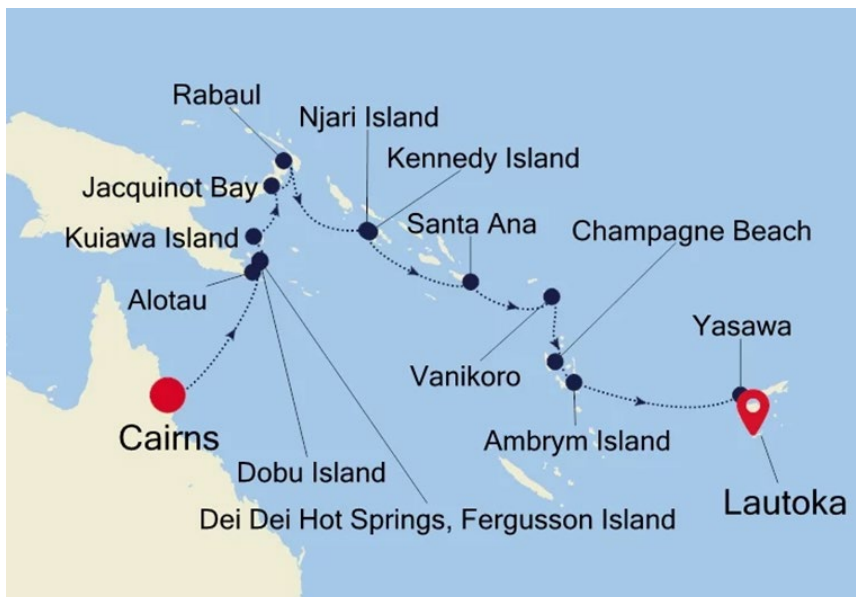 Rabaul
Njari Island
Kennedy Island
Jacquinot Bay
Santa Ana
Champagne Beach
Kuiawa Island
Alotau
Yasawa
Vanikoro
Cairns
Ambrym Island
Dobu Island
Lautoka
Dei Dei Hot Springs, Fergusson Island